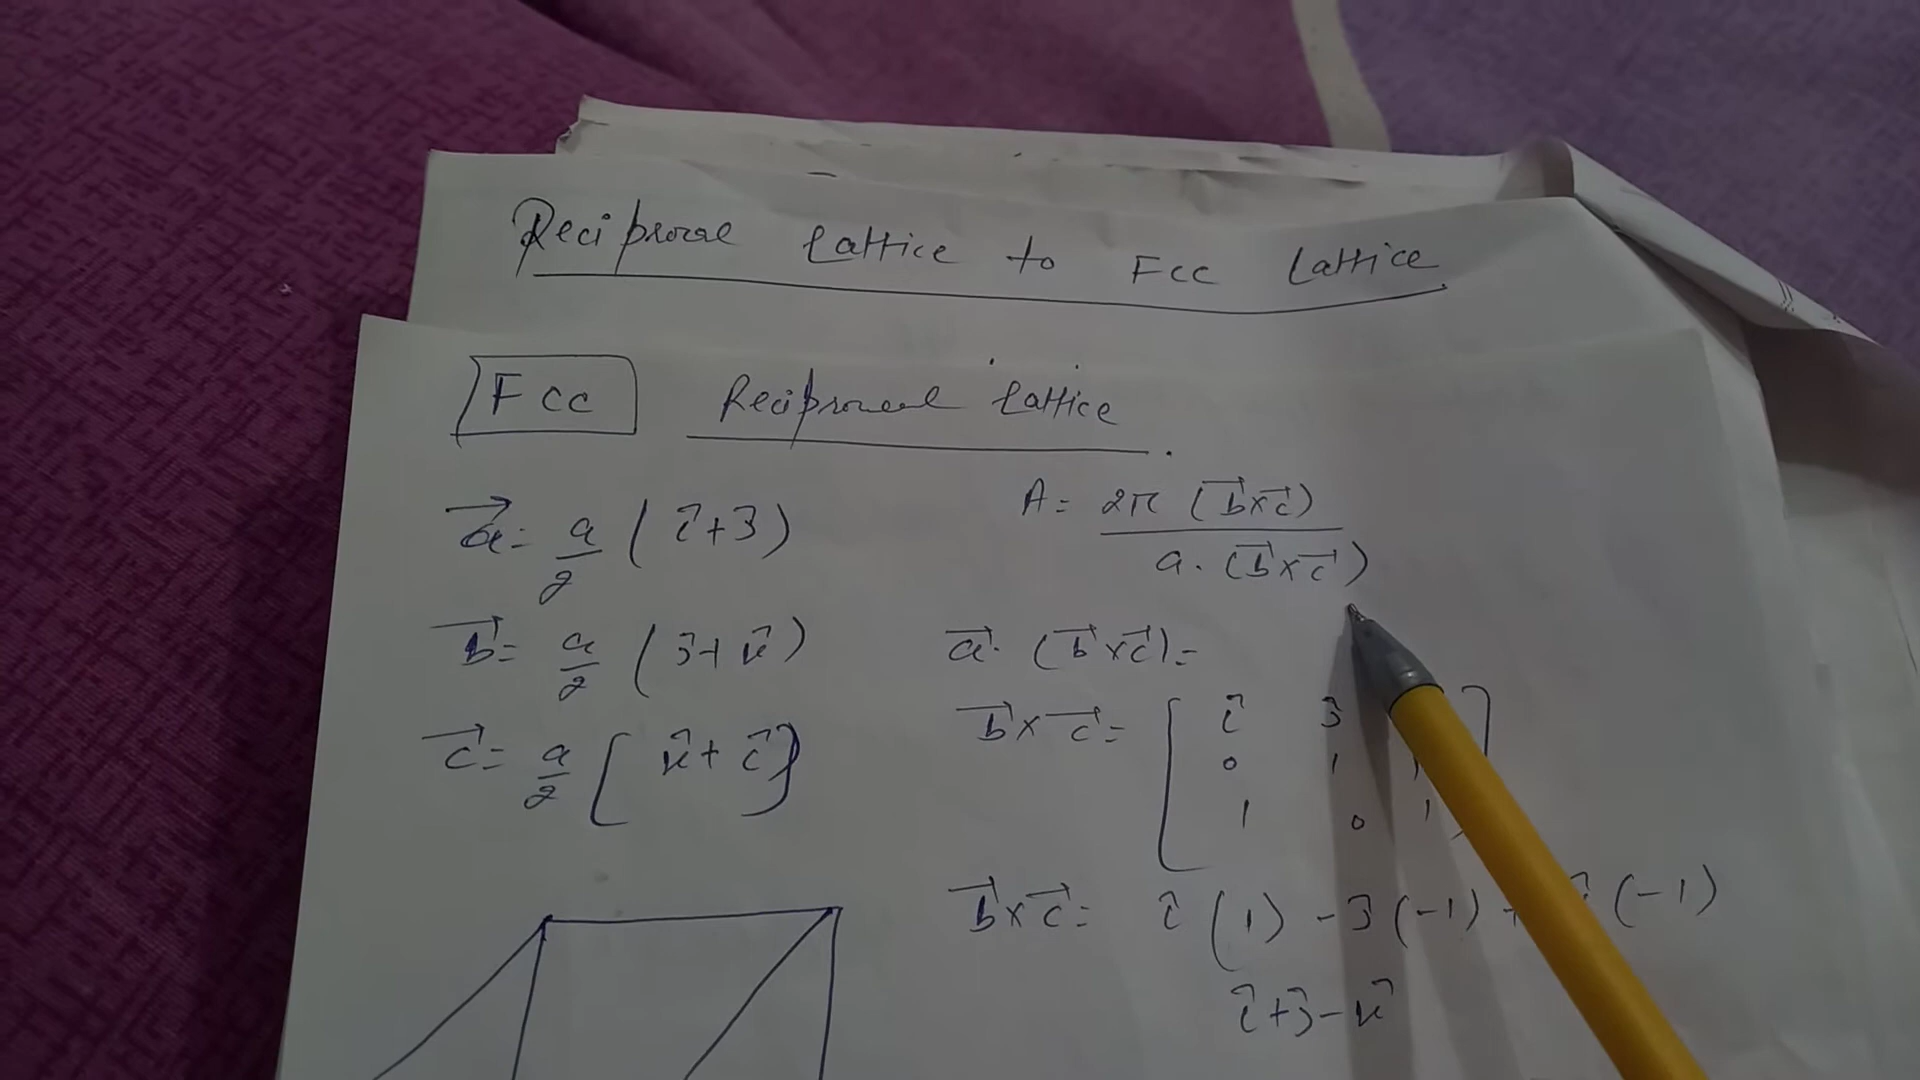 Reciprocal Lattice to Fcc Lattice
Fcc Reciprocal Lattice
a⃗ = a/2 ( î + ĵ )
b⃗ = a/2 ( ĵ + k̂ )
c⃗ = a/2 [ k̂ + î ]
A = 2π (b⃗ × c⃗) / a · (b⃗ × c⃗)
a⃗ · (b⃗ × c⃗) =
b⃗ × c⃗ = [ î ĵ
0 1 1
1 0 1 ]
b⃗ × c⃗ = î (1) - ĵ (-1) + (-1)
î + ĵ - k̂